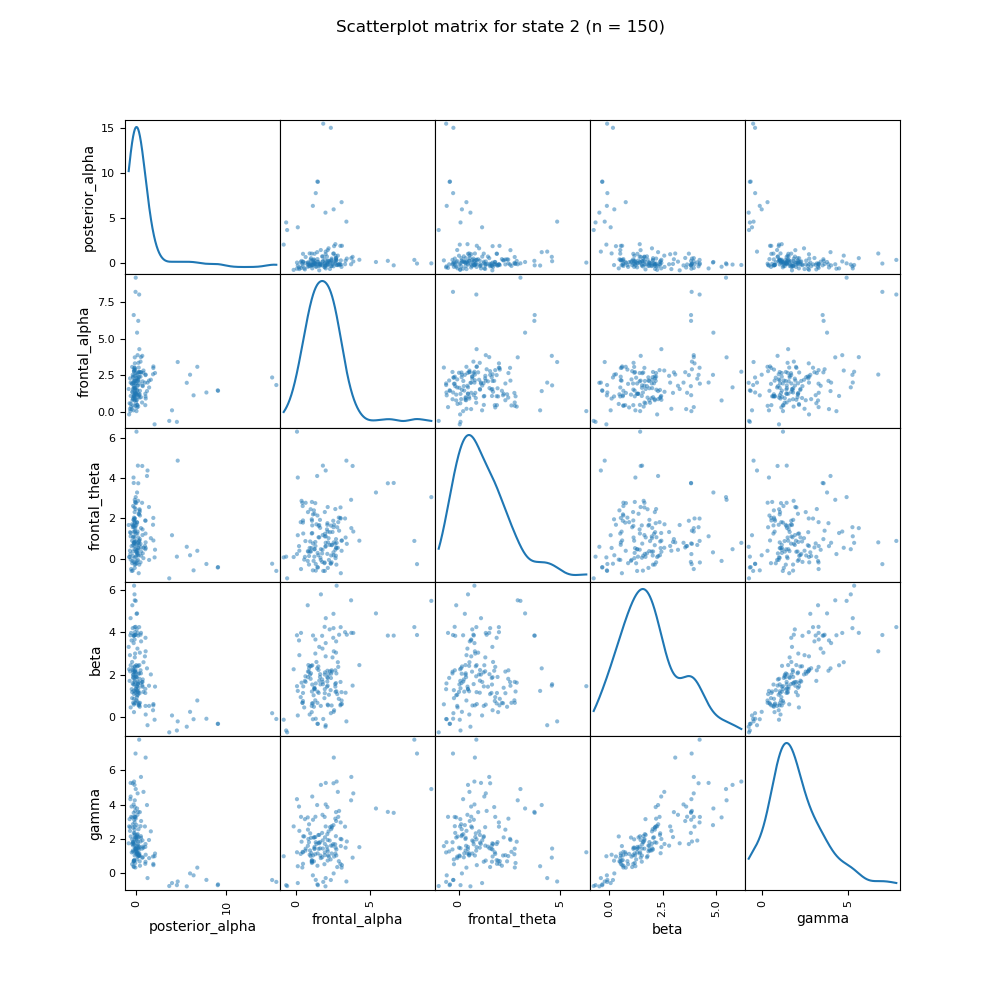 Scatterplot matrix for state 2 (n = 150)
posterior_alpha
15
10
5
0
frontal_alpha
7.5
5.0
2.5
0.0
frontal_theta
6
4
2
0
beta
6
4
2
0
gamma
6
4
2
0
0 10 0 5 0 5 0.0 2.5 5.0 0 5
posterior_alpha frontal_alpha frontal_theta beta gamma